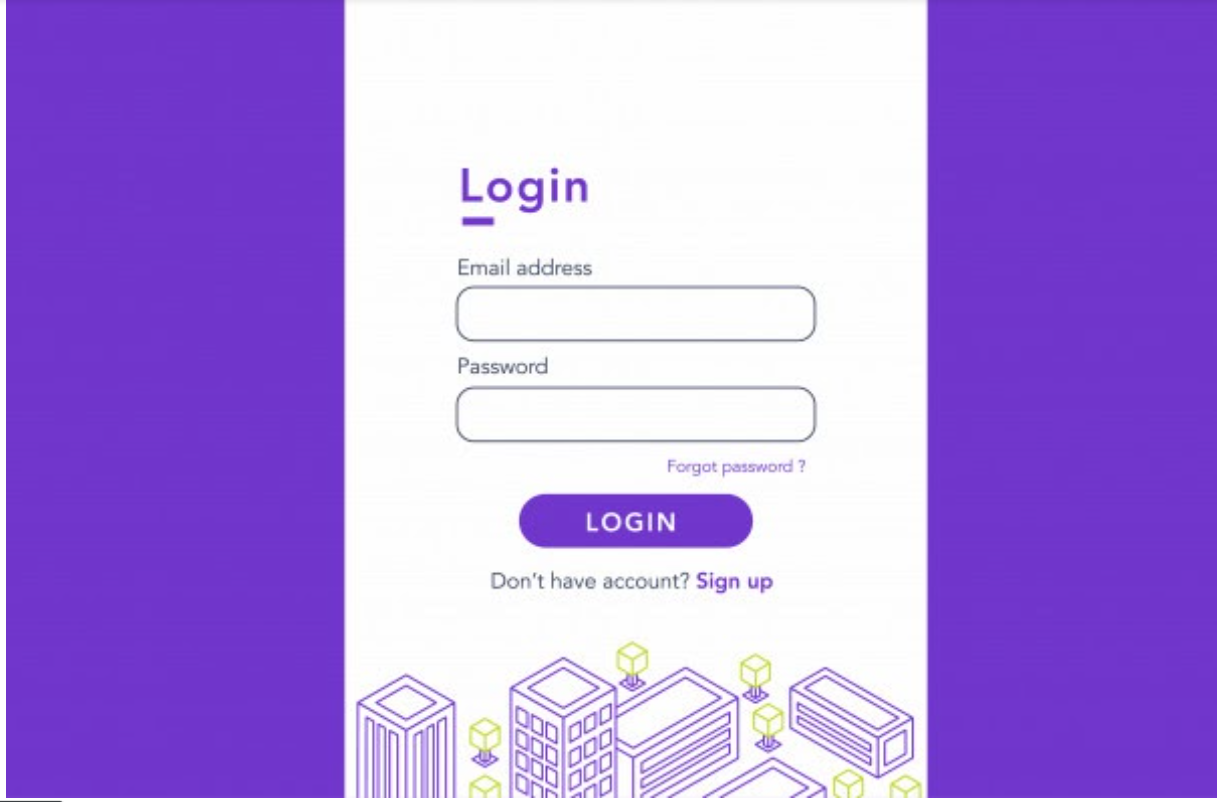 Login
Email address
Password
Forgot password ?
LOGIN
Don't have account? Sign up